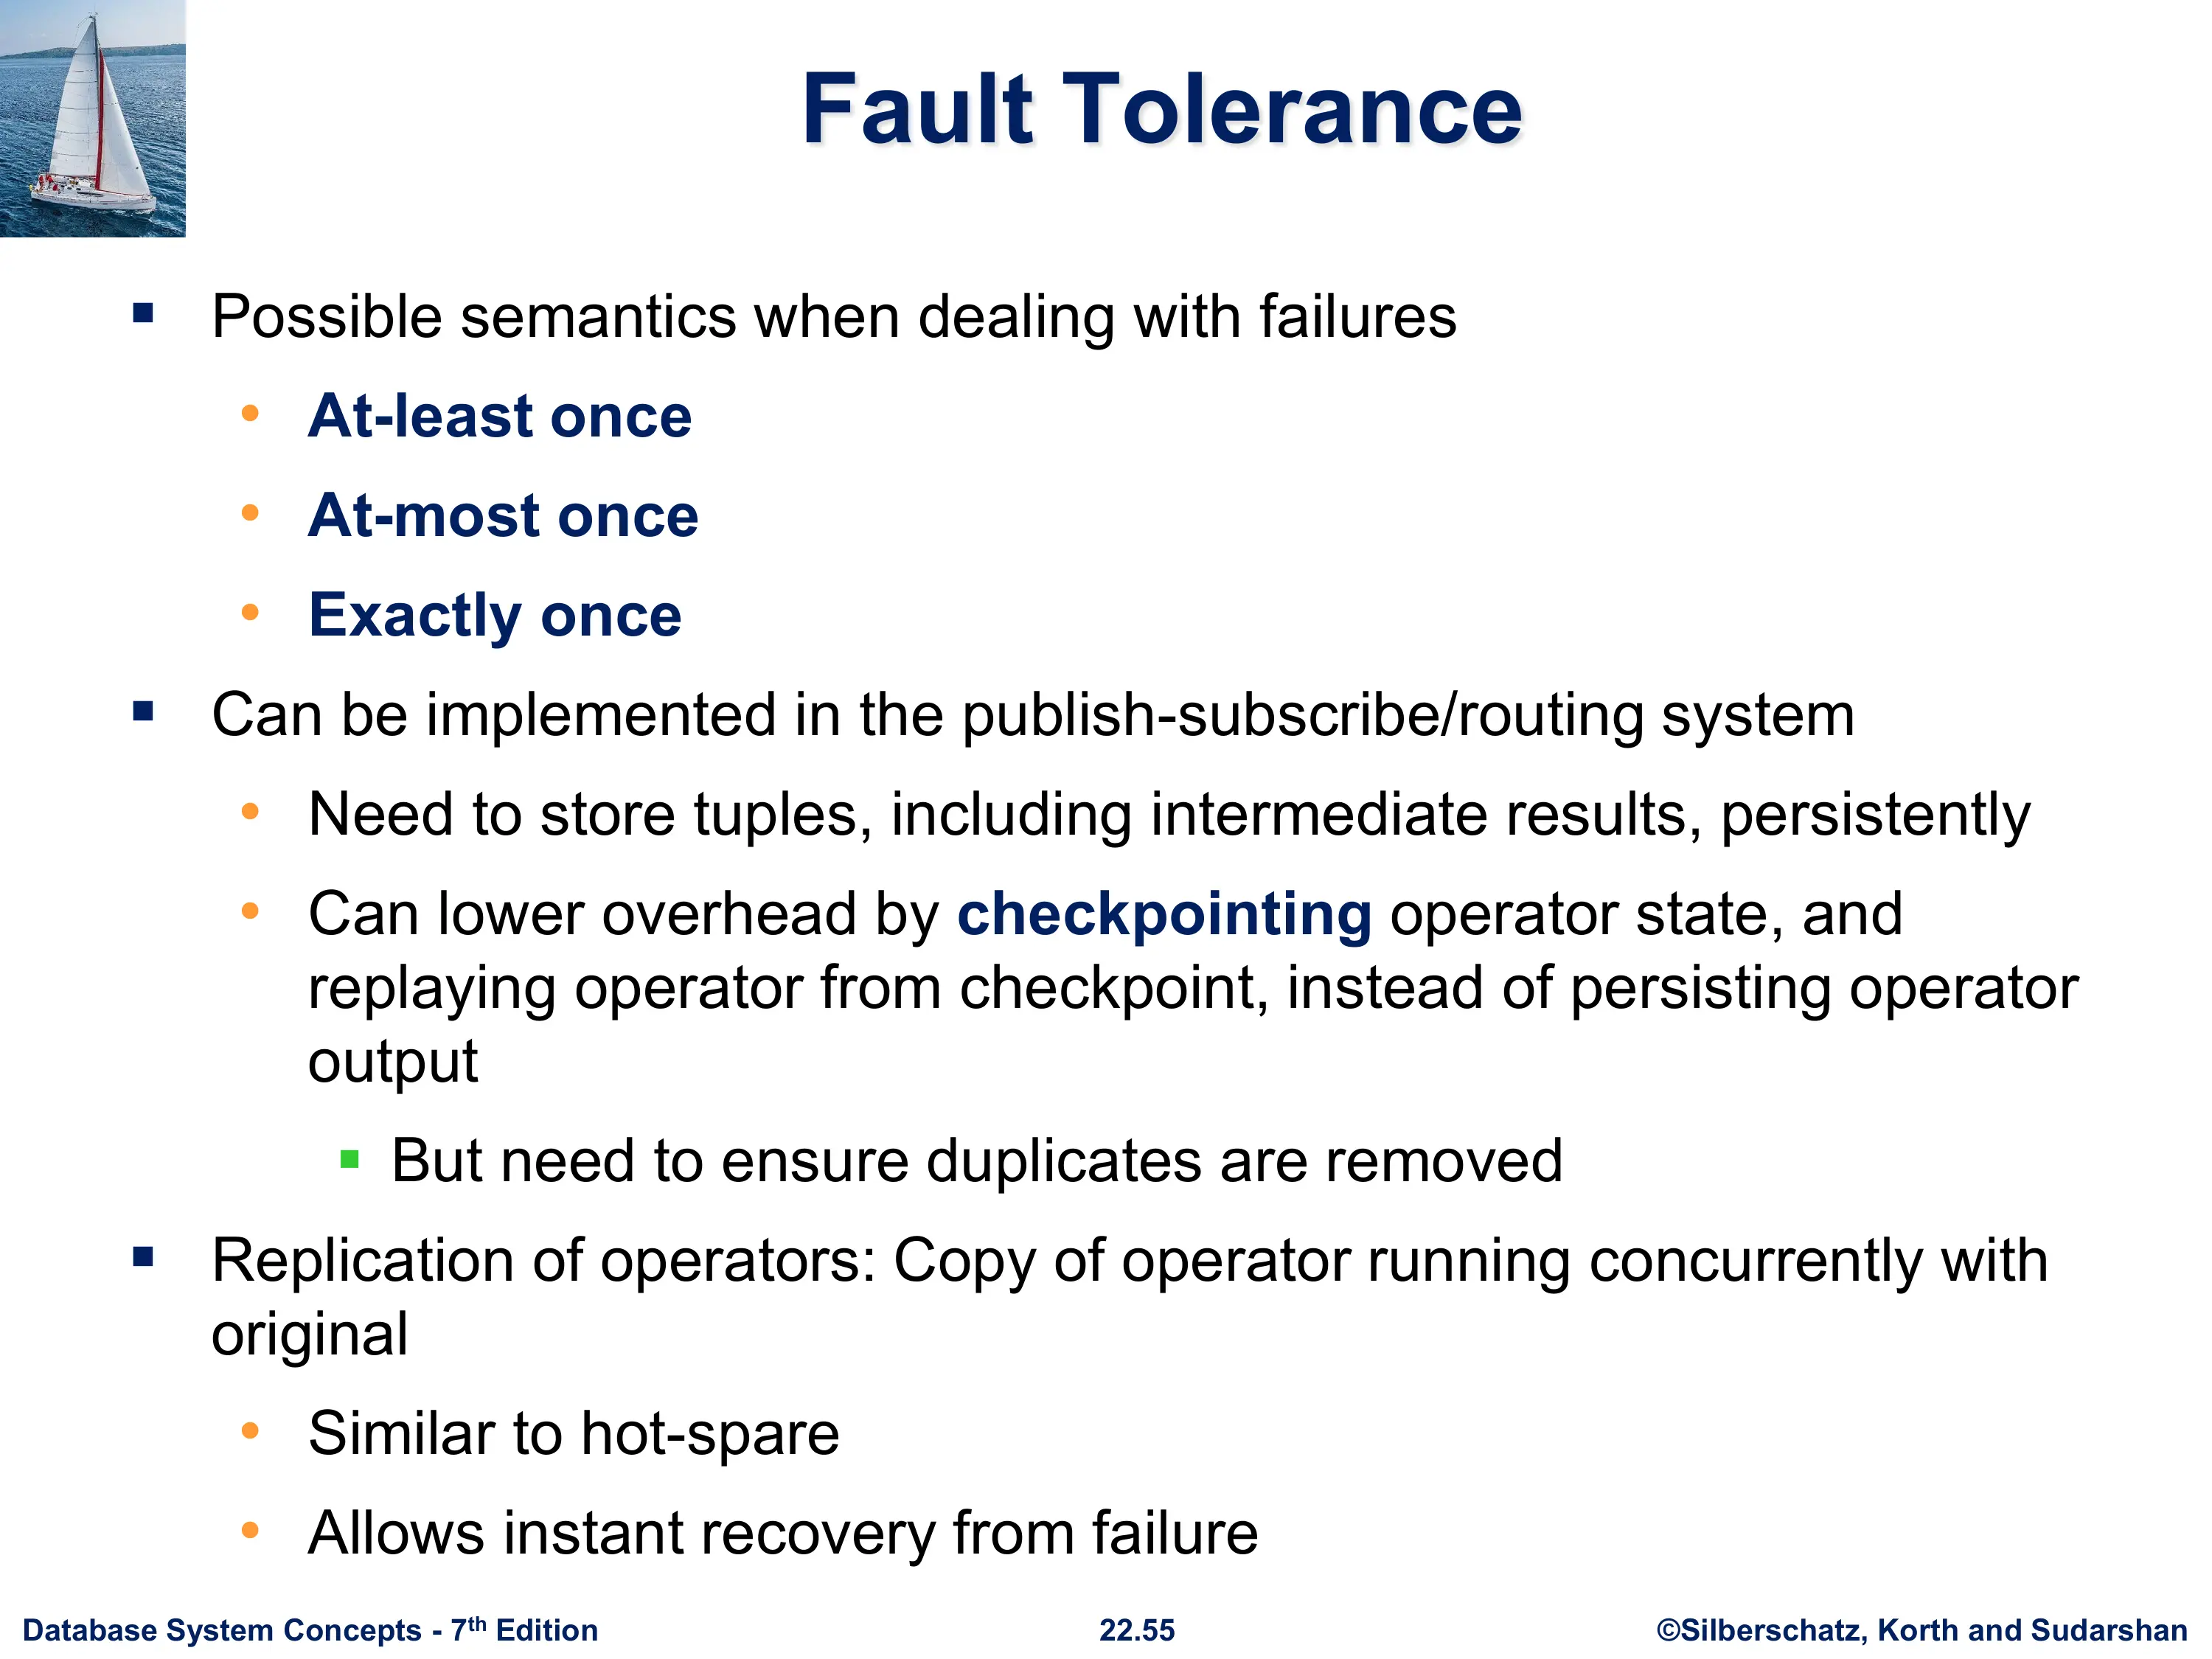 Fault Tolerance
▪ Possible semantics when dealing with failures
• At-least once
• At-most once
• Exactly once
▪ Can be implemented in the publish-subscribe/routing system
• Need to store tuples, including intermediate results, persistently
• Can lower overhead by checkpointing operator state, and
replaying operator from checkpoint, instead of persisting operator
output
▪ But need to ensure duplicates are removed
▪ Replication of operators: Copy of operator running concurrently with
original
• Similar to hot-spare
• Allows instant recovery from failure
Database System Concepts - 7th Edition 22.55 ©Silberschatz, Korth and Sudarshan